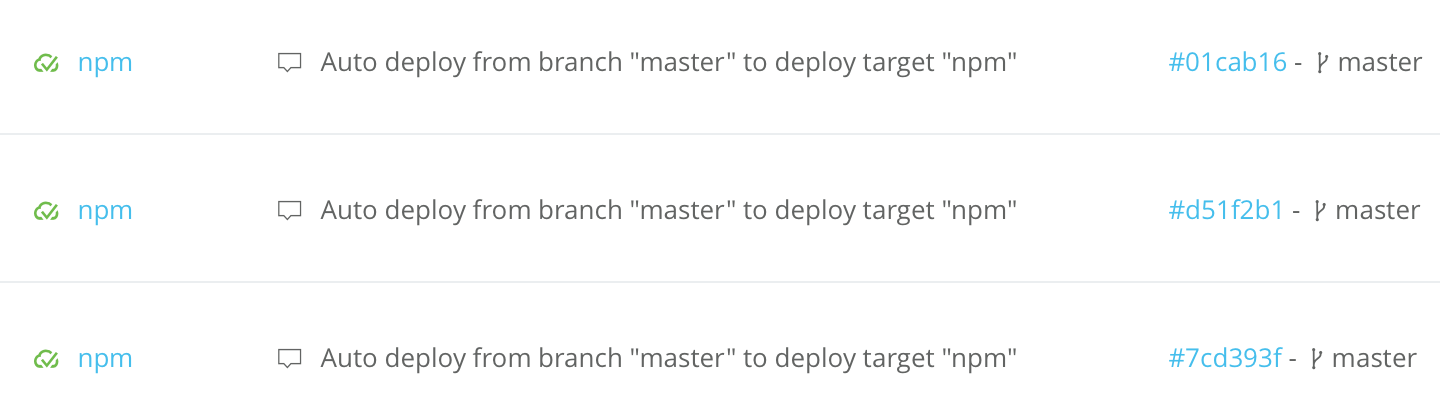 npm Auto deploy from branch "master" to deploy target "npm" #01cab16 - master
npm Auto deploy from branch "master" to deploy target "npm" #d51f2b1 - master
npm Auto deploy from branch "master" to deploy target "npm" #7cd393f - master